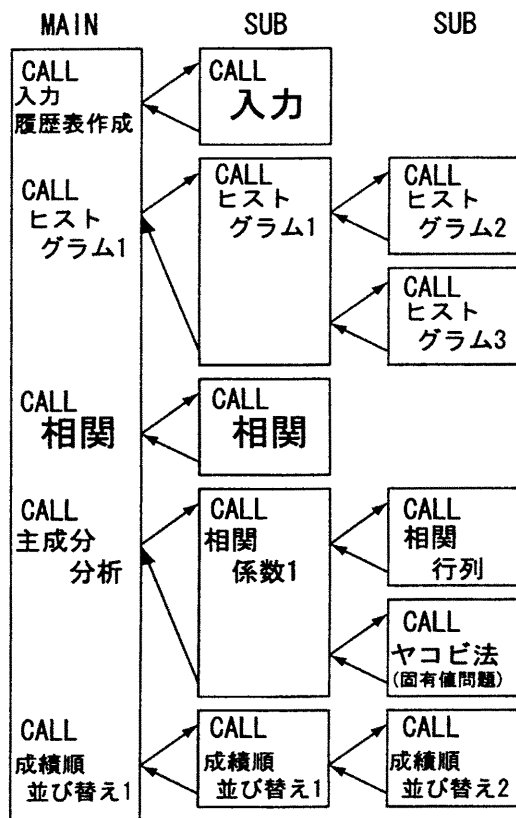 MAIN SUB SUB
CALL
入力
履歴表作成
CALL
ヒスト
グラム1
CALL
相関
CALL
主成分
分析
CALL
成績順
並び替え1
CALL
入力
CALL
ヒスト
グラム1
CALL
相関
CALL
相関
係数1
CALL
成績順
並び替え1
CALL
ヒスト
グラム2
CALL
ヒスト
グラム3
CALL
相関
行列
CALL
ヤコビ法
(固有値問題)
CALL
成績順
並び替え2